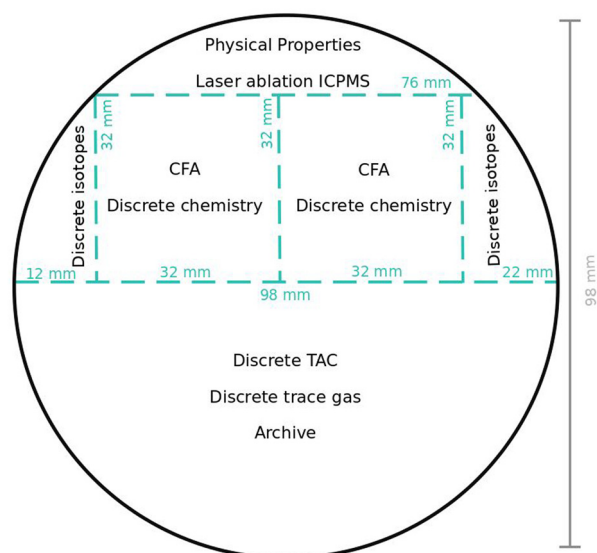 Physical Properties
Laser ablation ICPMS
76 mm
32 mm
32 mm
32 mm
Discrete isotopes
CFA
Discrete chemistry
CFA
Discrete chemistry
Discrete isotopes
12 mm
32 mm
32 mm
22 mm
98 mm
98 mm
Discrete TAC
Discrete trace gas
Archive